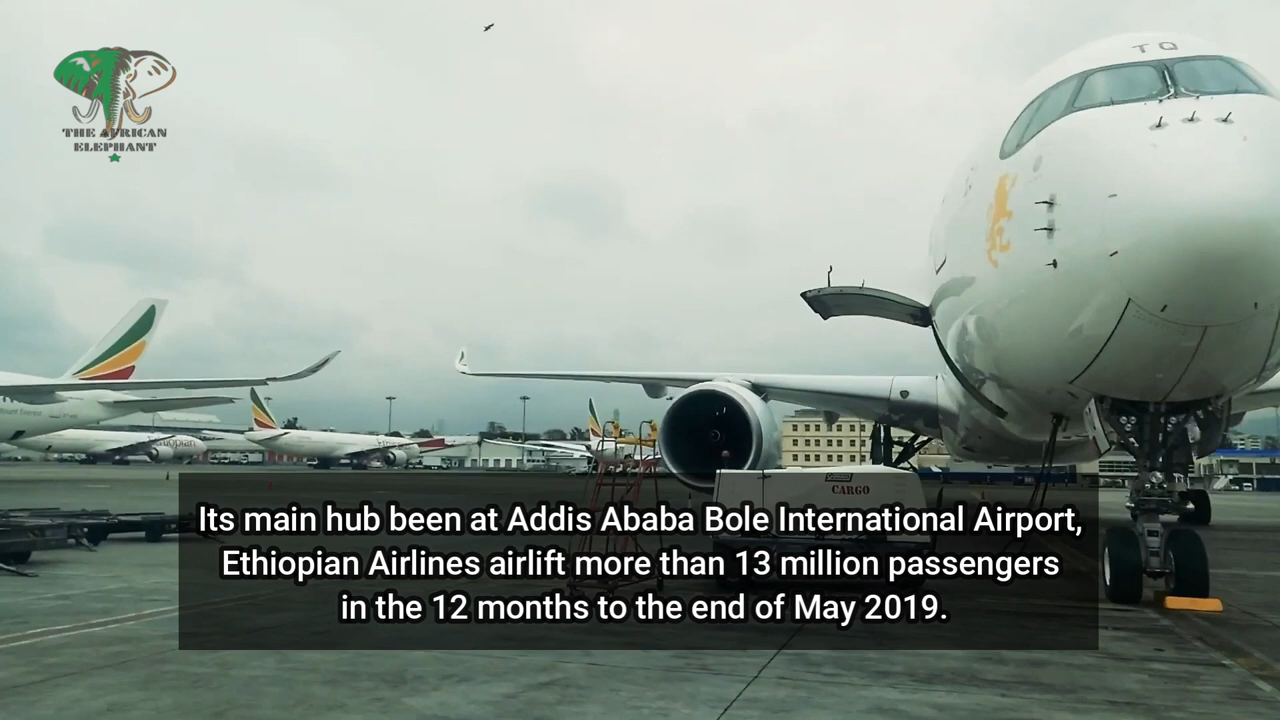 TQ
THE AFRICAN
ELEPHANT
Ethiopian
CARGO
Its main hub been at Addis Ababa Bole International Airport,
Ethiopian Airlines airlift more than 13 million passengers
in the 12 months to the end of May 2019.